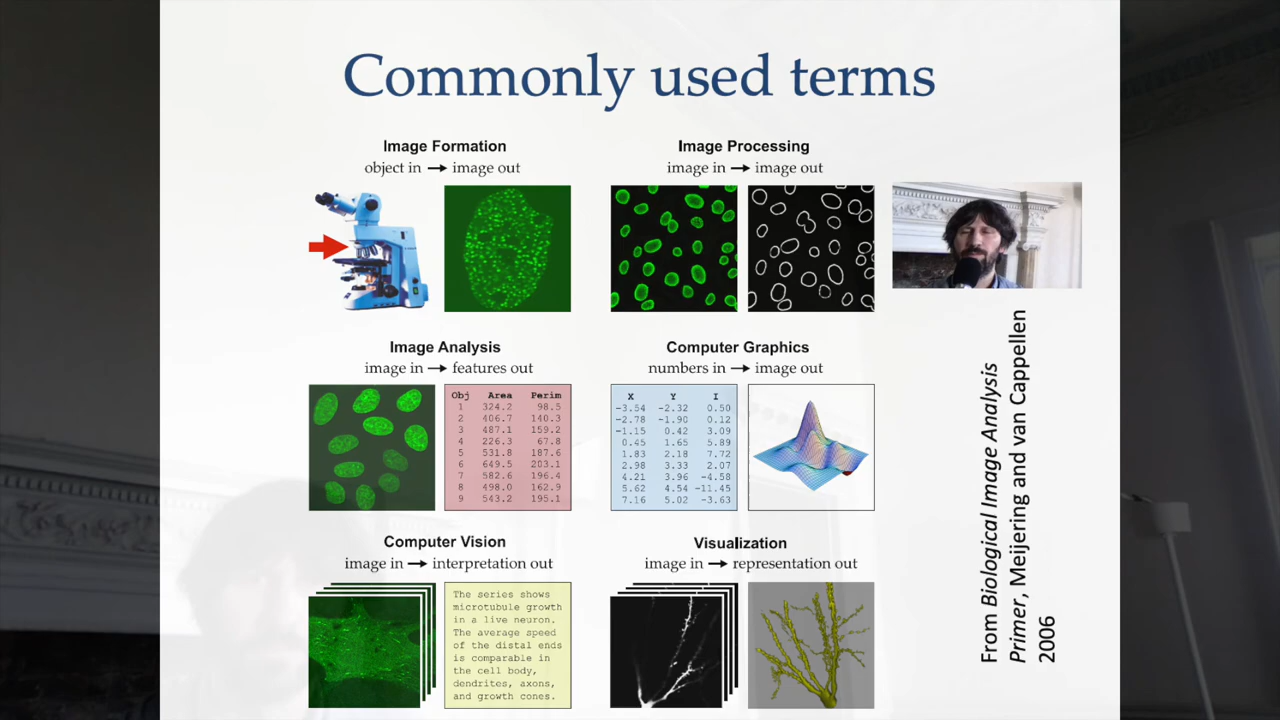 Commonly used terms
Image Formation
object in → image out
Image Processing
image in → image out
Image Analysis
image in → features out
Obj Area Perim
1 324.2 98.5
2 406.7 140.3
3 487.1 159.2
4 226.3 67.8
5 531.8 187.6
6 649.5 203.1
7 582.6 196.4
8 498.0 162.9
9 543.2 195.1
Computer Graphics
numbers in → image out
X Y I
-3.54 -2.32 0.50
-2.78 -1.90 0.12
-1.15 0.42 3.09
0.45 1.65 5.89
1.83 2.18 7.72
2.98 3.33 2.07
4.21 3.96 -4.58
5.62 4.54 -11.45
7.16 5.02 -3.63
Computer Vision
image in → interpretation out
The series shows
microtubule growth
in a live neuron.
The average speed
of the distal ends
is comparable in
the cell body,
dendrites, axons,
and growth cones.
Visualization
image in → representation out
From Biological Image Analysis
Primer, Meijering and van Cappellen
2006